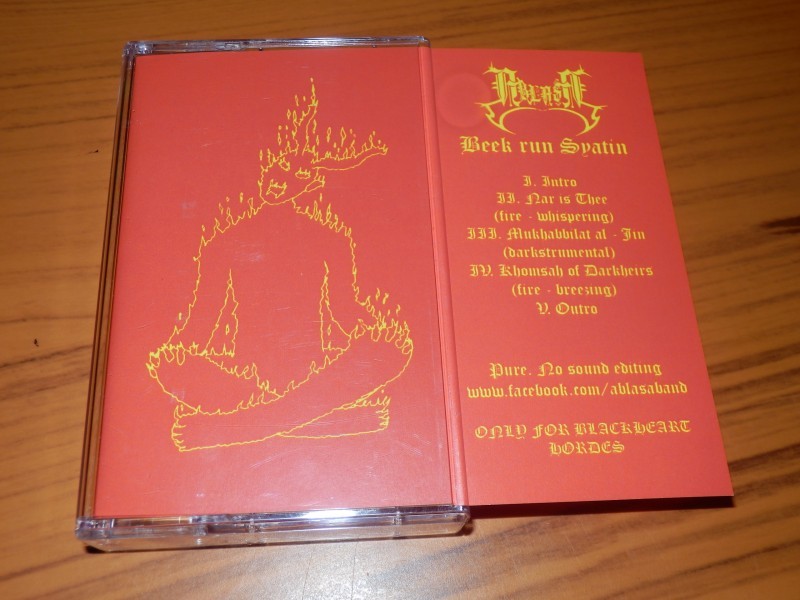 ABLASA
Beek run Syatin
I. Intro
II. Nar is Thee
(fire - whispering)
III. Mukhabbilat al - Jin
(darkstrumental)
IV. Khomsah of Darkheirs
(fire - breezing)
V. Outro
Pure. No sound editing
www.facebook.com/ablasaband
ONLY FOR BLACKHEART
HORDES